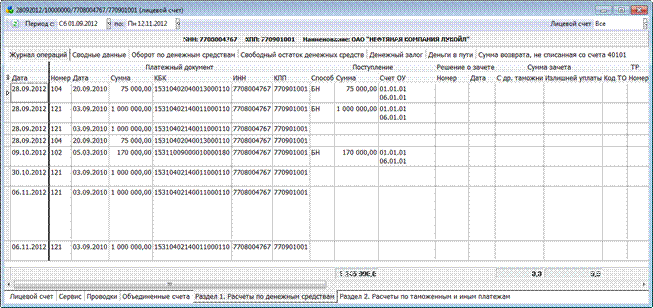 28092012/10000000/7708004767/770901001 (лицевой счет)
Период с: Сб 01.09.2012 по: Пн 12.11.2012 Лицевой счет Все
ИНН: 7708004767 КПП: 770901001 Наименование: ОАО "НЕФТЯНАЯ КОМПАНИЯ ЛУКОЙЛ"
Журнал операций Сводные данные Оборот по денежным средствам Свободный остаток денежных средств Денежный залог Деньги в пути Сумма возврата, не списанная со счета 40101
Платежный документ Поступление Решение о зачете Сумма зачета ТР
Дата Номер Дата Сумма КБК ИНН КПП Способ Сумма Счет ОУ Номер Дата С др. таможни Излишней уплаты Код ТО Номер
28.09.2012 104 20.09.2010 75 000,00 15310402040013000110 7708004767 770901001 БН 75 000,00 01.01.01
06.01.01
28.09.2012 121 03.09.2010 1 000 000,00 15310402140011000110 7708004767 770901001 БН 1 000 000,00 01.01.01
06.01.01
28.09.2012 121 03.09.2010 1 000 000,00 15310402140011000110 7708004767 770901001
28.09.2012 104 20.09.2010 75 000,00 15310402040013000110 7708004767 770901001
09.10.2012 102 05.03.2010 170 000,00 15311009000010000180 7708004767 770901001 БН 170 000,00 01.01.01
06.01.01
30.10.2012 121 03.09.2010 1 000 000,00 15310402140011000110 7708004767 770901001
06.11.2012 121 03.09.2010 1 000 000,00 15310402140011000110 7708004767 770901001
06.11.2012 121 03.09.2010 1 000 000,00 15310402140011000110 7708004767 770901001
Лицевой счет Сервис Проводки Объединенные счета Раздел 1. Расчеты по денежным средствам Раздел 2. Расчеты по таможенным и иным платежам